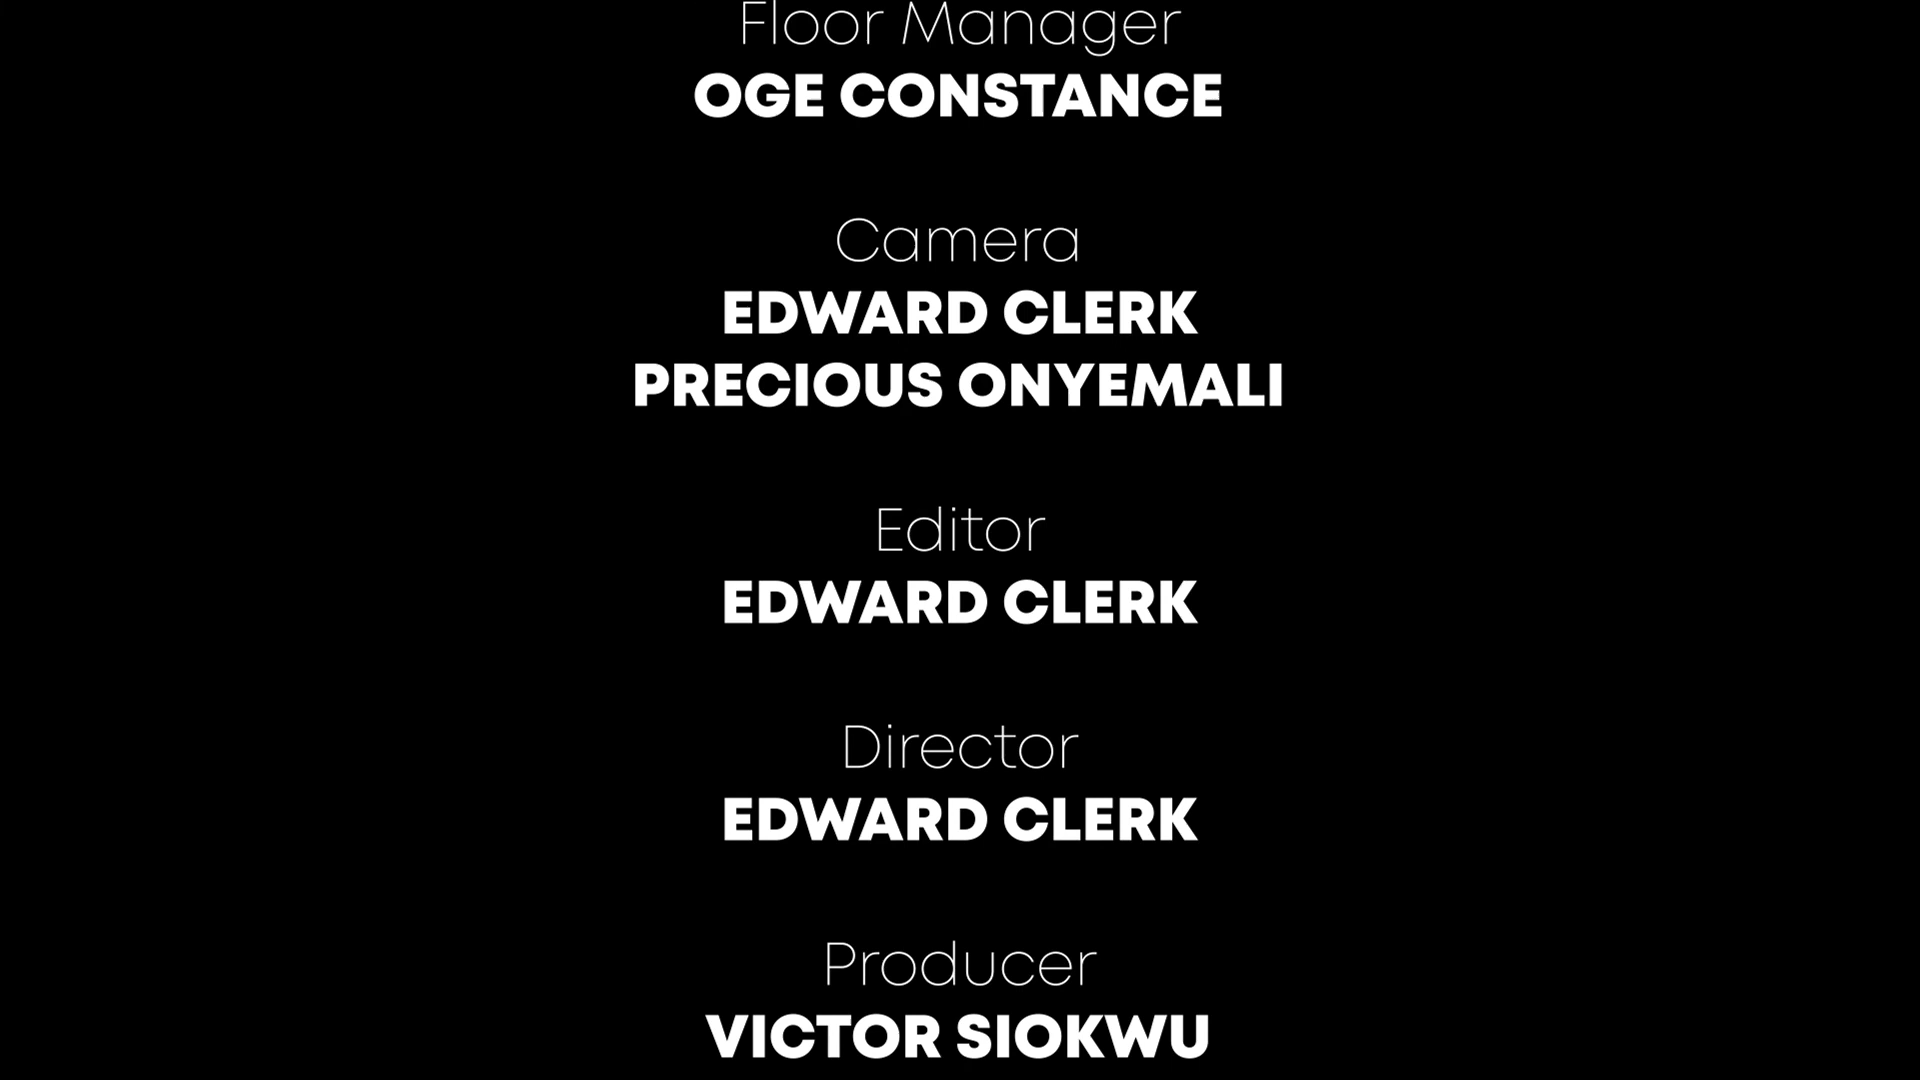 Floor Manager
OGE CONSTANCE
Camera
EDWARD CLERK
PRECIOUS ONYEMALI
Editor
EDWARD CLERK
Director
EDWARD CLERK
Producer
VICTOR SIOKWU